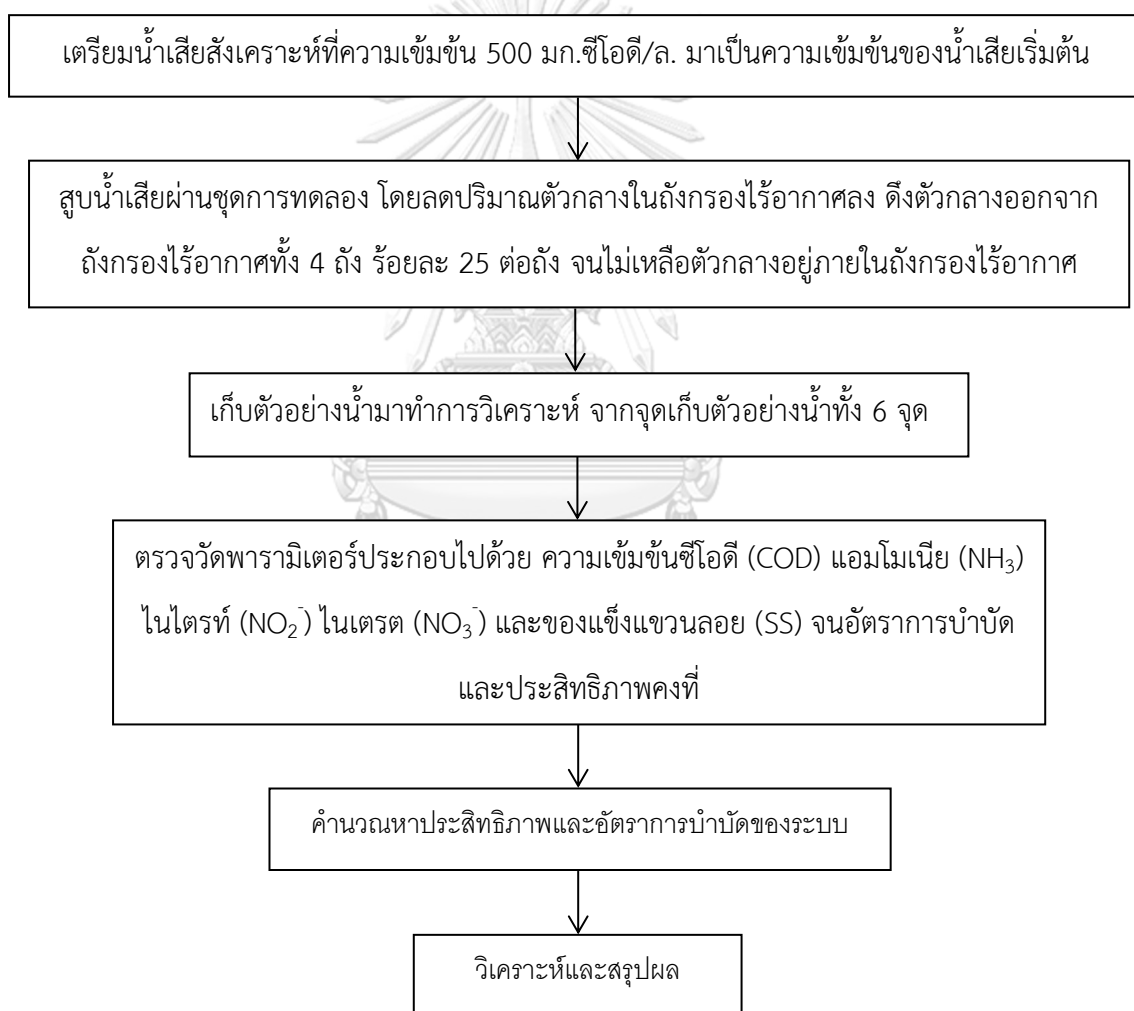 เตรียมน้ำเสียสังเคราะห์ที่ความเข้มข้น 500 มก.ซีโอดี/ล. มาเป็นความเข้มข้นของน้ำเสียเริ่มต้น
สูบน้ำเสียผ่านชุดการทดลอง โดยลดปริมาณตัวกลางในถังกรองไร้อากาศลง ดึงตัวกลางออกจาก
ถังกรองไร้อากาศทั้ง 4 ถัง ร้อยละ 25 ต่อถัง จนไม่เหลือตัวกลางอยู่ภายในถังกรองไร้อากาศ
เก็บตัวอย่างน้ำมาทำการวิเคราะห์ จากจุดเก็บตัวอย่างน้ำทั้ง 6 จุด
ตรวจวัดพารามิเตอร์ประกอบไปด้วย ความเข้มข้นซีโอดี (COD) แอมโมเนีย (NH₃)
ไนไตรท์ (NO₂⁻) ไนเตรต (NO₃⁻) และของแข็งแขวนลอย (SS) จนอัตราการบำบัด
และประสิทธิภาพคงที่
คำนวณหาประสิทธิภาพและอัตราการบำบัดของระบบ
วิเคราะห์และสรุปผล